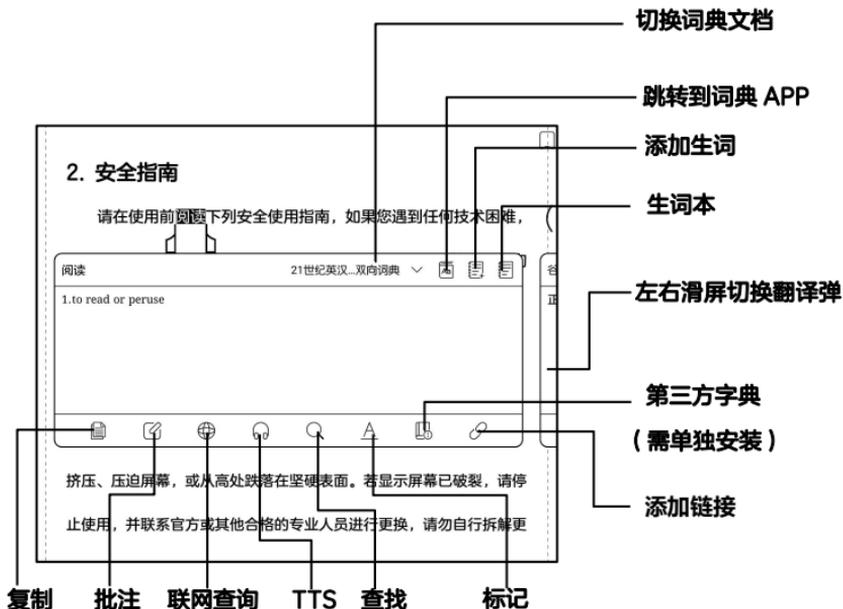 切换词典文档
跳转到词典 APP
添加生词
2. 安全指南
生词本
请在使用前阅读下列安全使用指南，如果您遇到任何技术困难，
阅读
21世纪英汉...双向词典
谷
1.to read or peruse
正
左右滑屏切换翻译弹
第三方字典
（需单独安装）
挤压、压迫屏幕，或从高处跌落在坚硬表面。若显示屏幕已破裂，请停
添加链接
止使用，并联系官方或其他合格的专业人员进行更换，请勿自行拆解更
复制
批注
联网查询
TTS
查找
标记